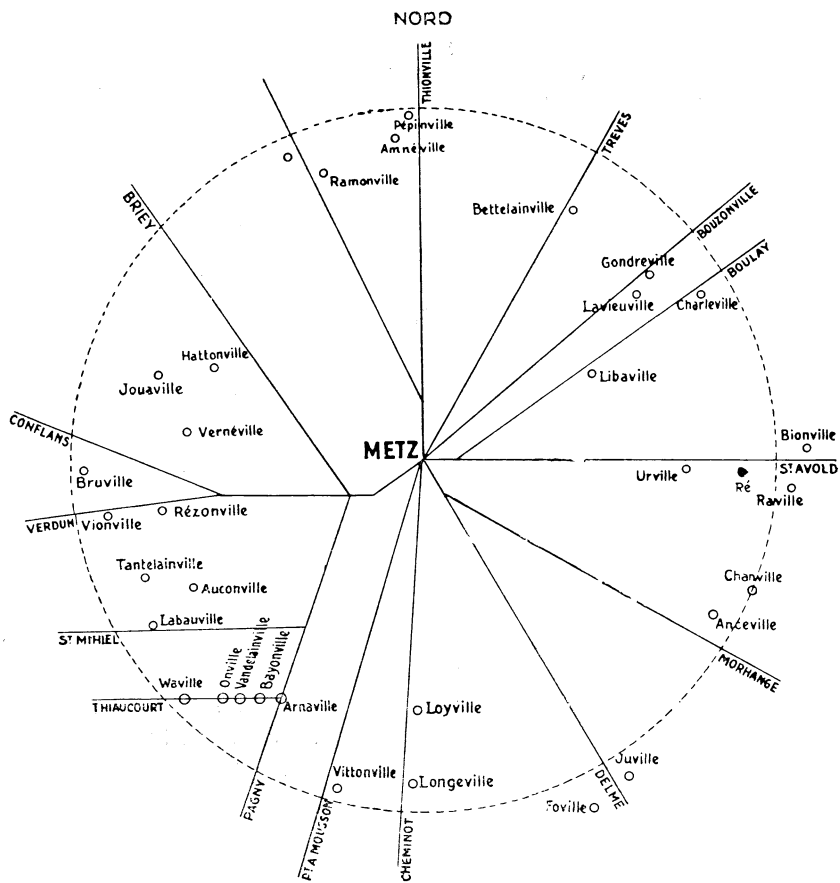 NORD
THIONVILLE
Pépinville
Amnéville
Ramonville
TREVES
BRIEY
Bettelainville
BOUZONVILLE
Gondreville
BOULAY
Lavieuville
Charleville
Hattonville
Jouaville
Libaville
CONFLANS
Vernéville
METZ
Bionville
Bruville
Urville
Ré
ST AVOLD
Raville
VERDUN
Vionville
Rézonville
Tantelainville
Auconville
Charville
Labauville
Anceville
ST MIHIEL
MORHANGE
Waville
Onville
Vandelainville
Bayonville
Arnaville
THIAUCOURT
Loyville
Vittonville
Longeville
Juville
Foville
DELME
PAGNY
PT A MOUSSON
CHEMINOT